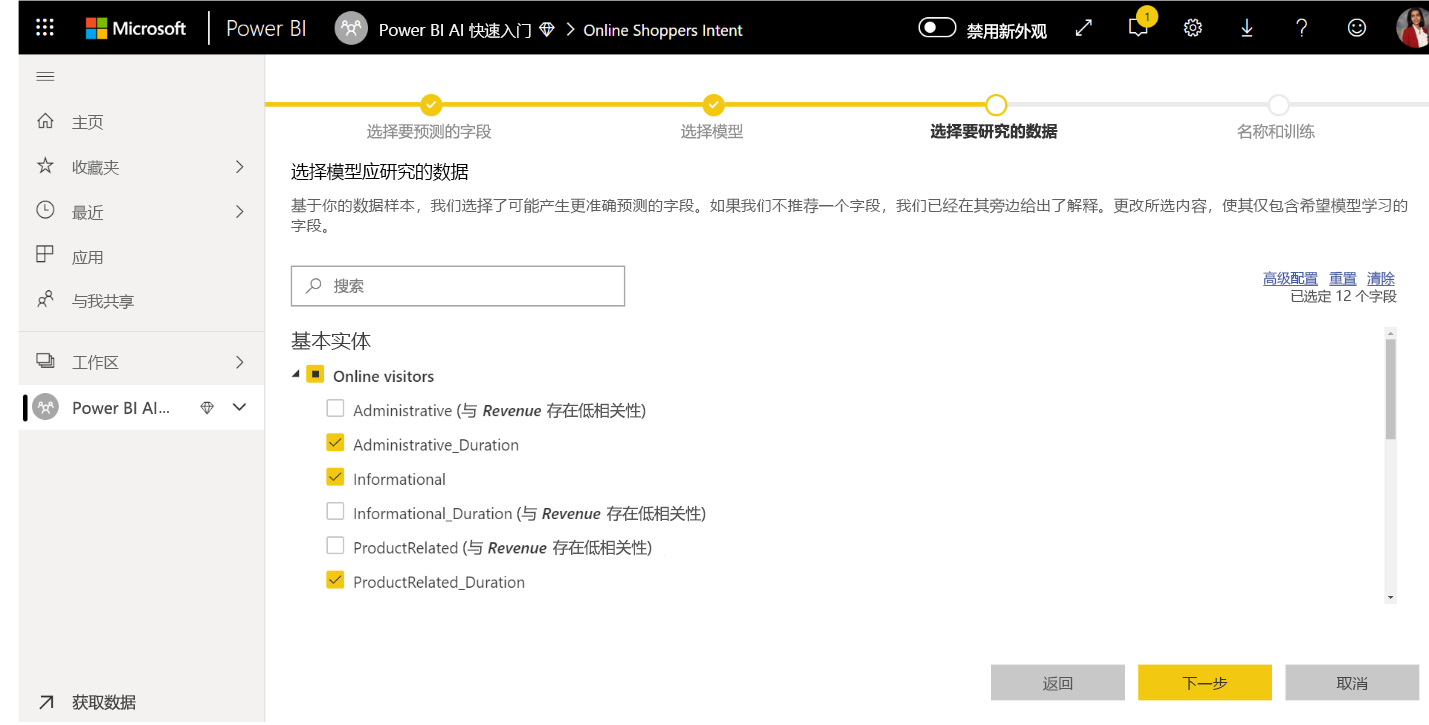 Microsoft
Power BI
Power BI AI 快速入门 > Online Shoppers Intent
禁用新外观
1
主页
收藏夹
最近
应用
与我共享
工作区
Power BI AI...
获取数据
选择要预测的字段
选择模型
选择要研究的数据
名称和训练
选择模型应研究的数据
基于你的数据样本，我们选择了可能产生更准确预测的字段。如果我们不推荐一个字段，我们已经在其旁边给出了解释。更改所选内容，使其仅包含希望模型学习的
字段。
搜索
高级配置 重置 清除
已选定 12 个字段
基本实体
Online visitors
Administrative (与 Revenue 存在低相关性)
Administrative_Duration
Informational
Informational_Duration (与 Revenue 存在低相关性)
ProductRelated (与 Revenue 存在低相关性)
ProductRelated_Duration
返回
下一步
取消